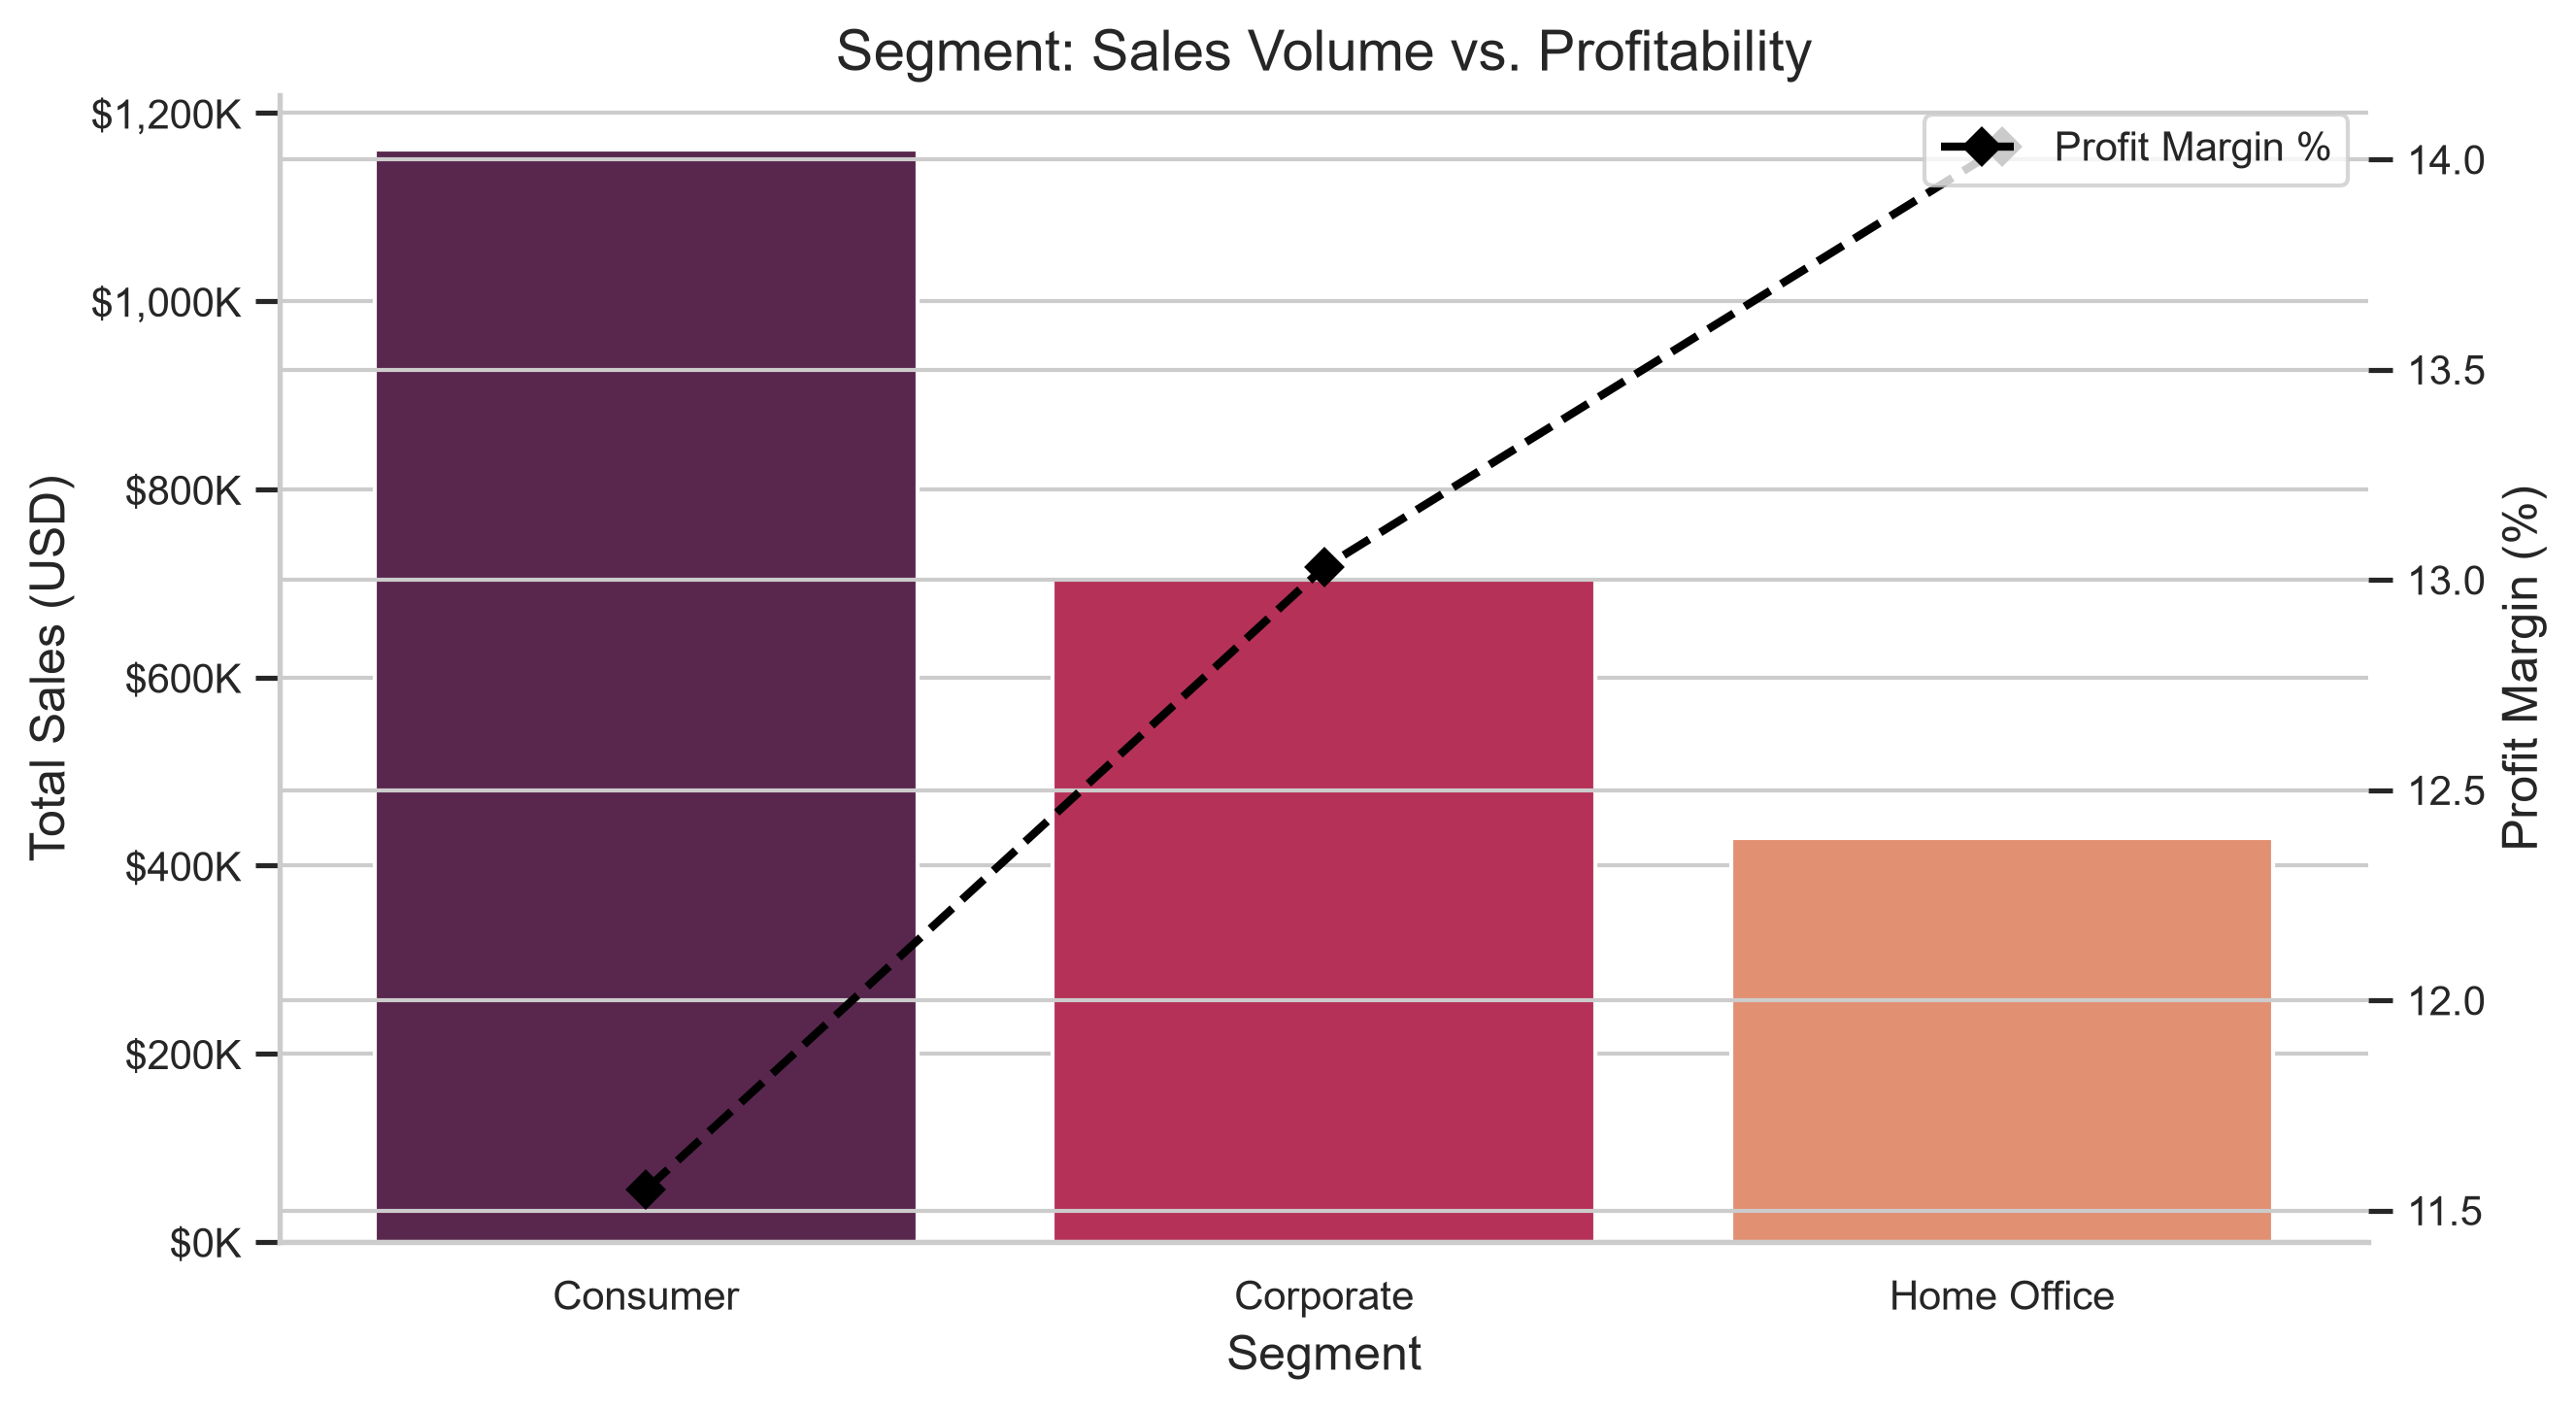 Segment: Sales Volume vs. Profitability
Profit Margin %
Total Sales (USD)
$1,200K
$1,000K
$800K
$600K
$400K
$200K
$0K
14.0
13.5
13.0
12.5
12.0
11.5
Profit Margin (%)
Consumer
Corporate
Home Office
Segment